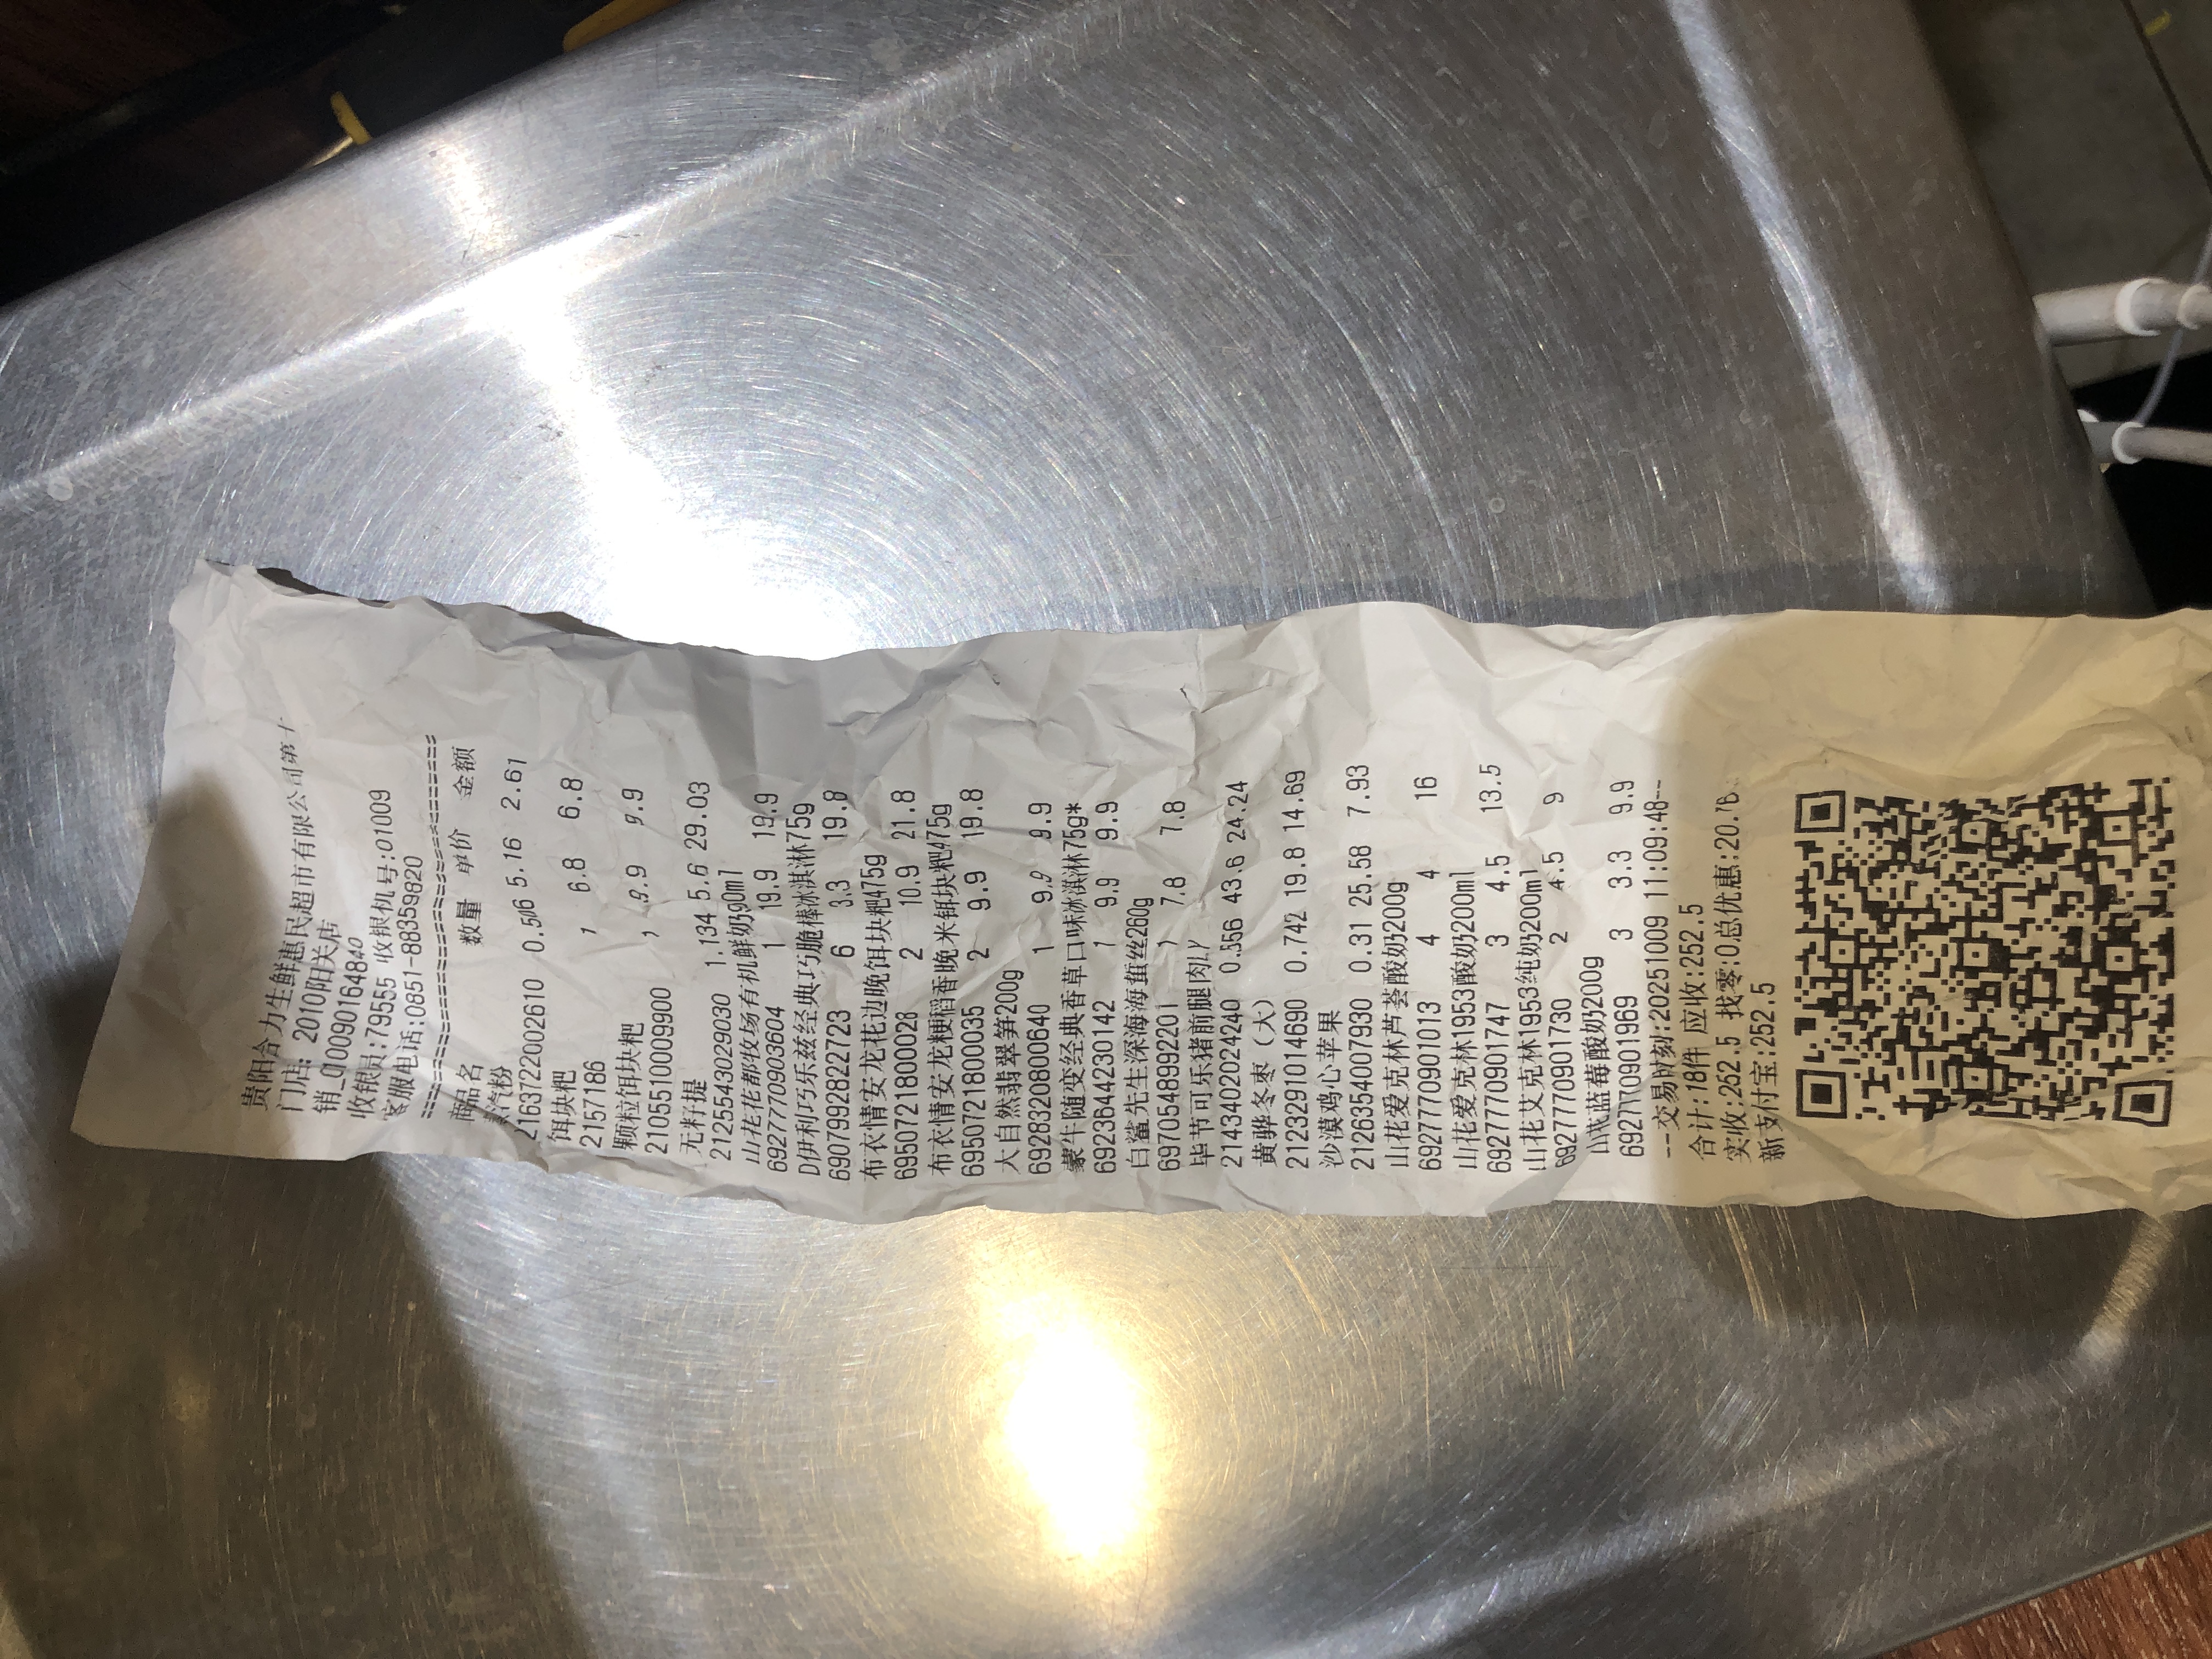 贵阳合力生鲜惠民超市有限公司第十
门店: 2010阳关店
销_Q1009016484o
收银员:79555 收银机号:01009
客服电话:0851-88359820
商品名 数量 单价 金额
蒸汽粉
2163722002610 0.506 5.16 2.61
饵块粑
2157186 1 6.8 6.8
颗粒饵块粑
2105510009900 1 9.9 9.9
无籽提
2125543029030 1.134 5.6 29.03
山花花都牧场有机鲜奶90ml
6927770903604 1 19.9 19.9
D伊利巧乐兹经典巧脆棒冰淇淋75g
6907992822723 6 3.3 19.8
布衣情安龙花边晚饵块粑475g
6950721800028 2 10.9 21.8
布衣情安龙粳稻香晚米饵块粑475g
6950721800035 2 9.9 19.8
大自然翡翠笋200g
6928320800640 1 9.9 9.9
蒙牛随变经典香草口味冰淇淋75g*
6923644230142 1 9.9 9.9
白鲨先生深海海蜇丝260g
6970548992201 1 7.8 7.8
毕节可乐猪前腿肉LY
2143402024240 0.556 43.6 24.24
黄骅冬枣（大）
2123291014690 0.742 19.8 14.69
沙漠鸡心苹果
2126354007930 0.31 25.58 7.93
山花爱克林芦荟酸奶200g
6927770901013 4 4 16
山花爱克林1953酸奶200ml
6927770901747 3 4.5 13.5
山花艾克林1953纯奶200ml
6927770901730 2 4.5 9
山花蓝莓酸奶200g
6927770901969 3 3.3 9.9
--交易时刻:20251009 11:09:48--
合计:18件 应收:252.5
实收:252.5 找零:0总优惠:20.78
新支付宝:252.5